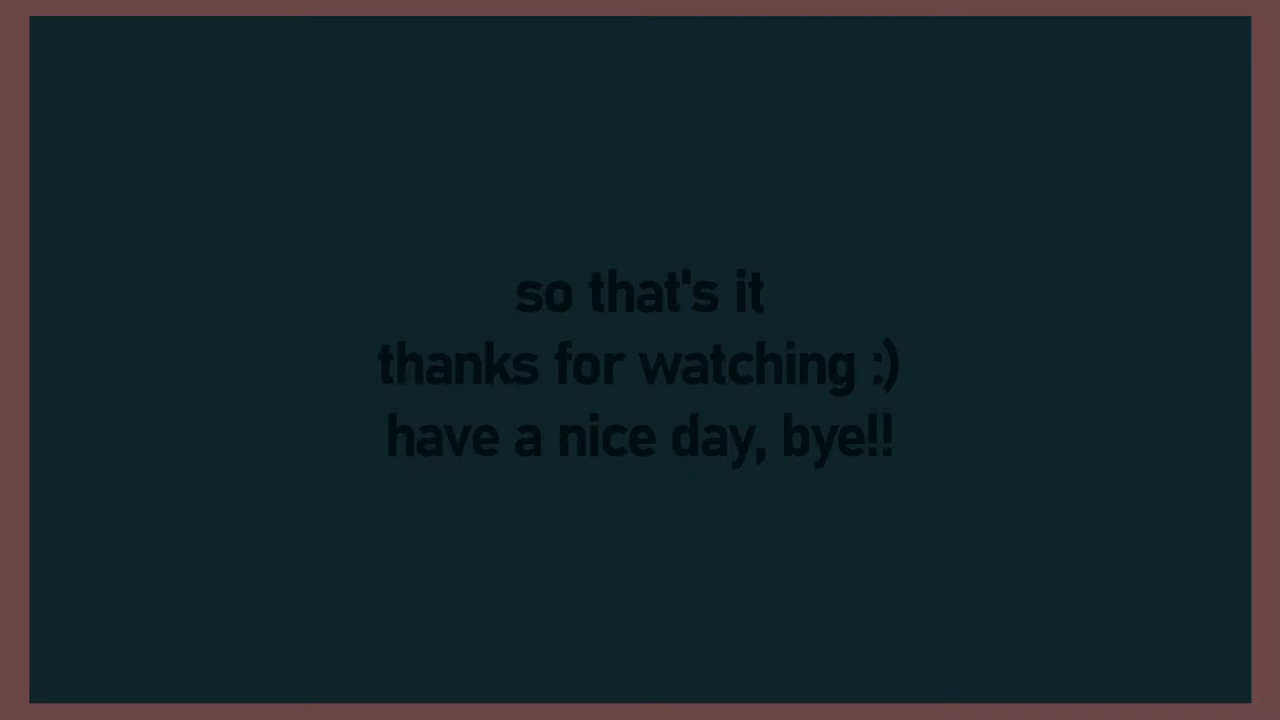 so that's it
thanks for watching :)
have a nice day, bye!!